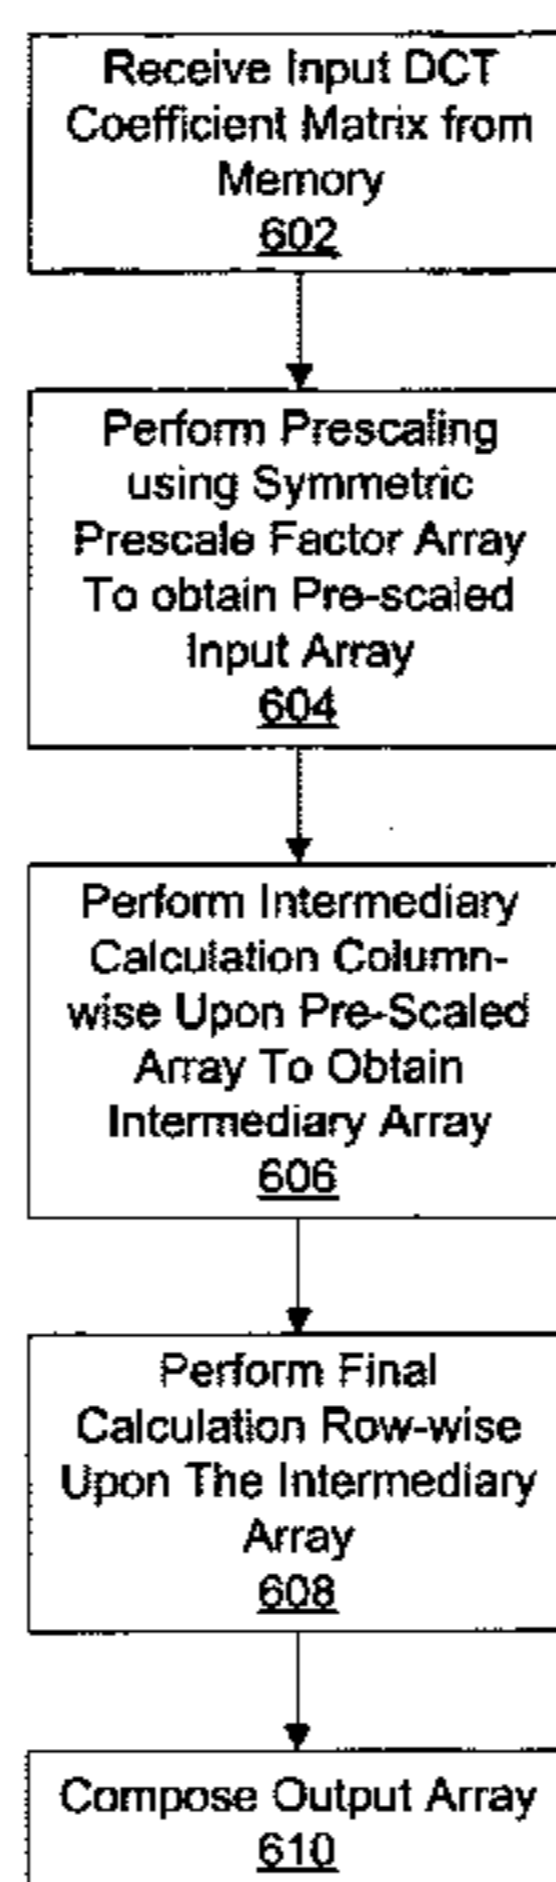 Receive Input DCT
Coefficient Matrix from
Memory
602
Perform Prescaling
using Symmetric
Prescale Factor Array
To obtain Pre-scaled
Input Array
604
Perform Intermediary
Calculation Column-
wise Upon Pre-Scaled
Array To Obtain
Intermediary Array
606
Perform Final
Calculation Row-wise
Upon The Intermediary
Array
608
Compose Output Array
610